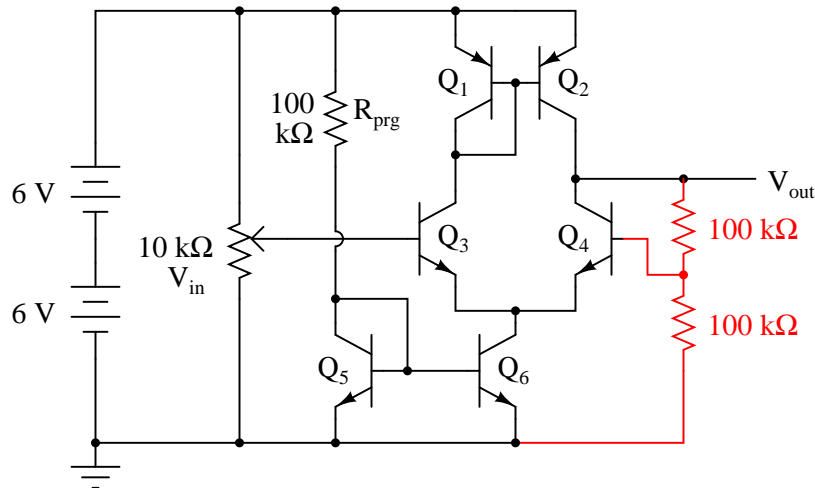 Q1
Q2
100
kΩ
Rprg
6 V
Vout
10 kΩ
Vin
Q3
Q4
100 kΩ
6 V
100 kΩ
Q5
Q6